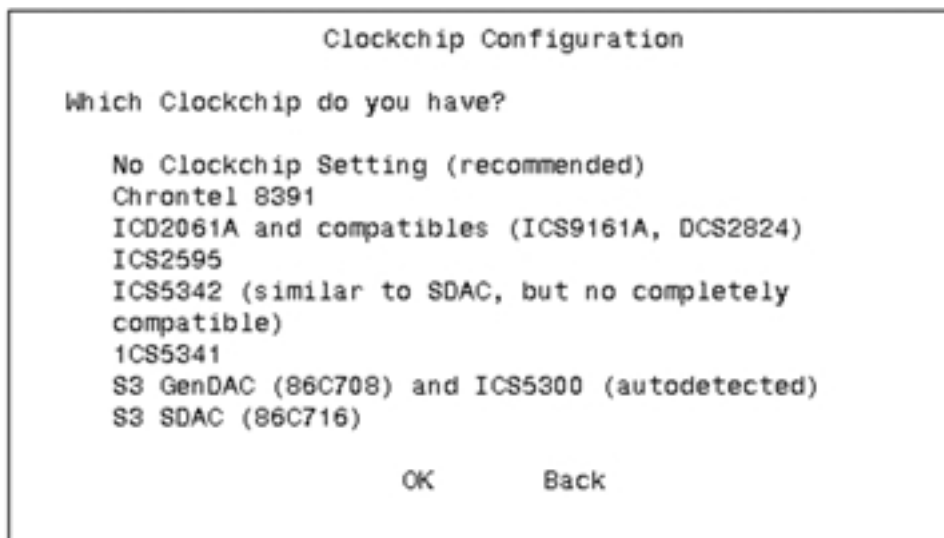 Clockchip Configuration
Which Clockchip do you have?
No Clockchip Setting (recommended)
Chrontel 8391
ICD2061A and compatibles (ICS9161A, DCS2824)
ICS2595
ICS5342 (similar to SDAC, but no completely
compatible)
1CS5341
S3 GenDAC (86C708) and ICS5300 (autodetected)
S3 SDAC (86C716)
OK Back